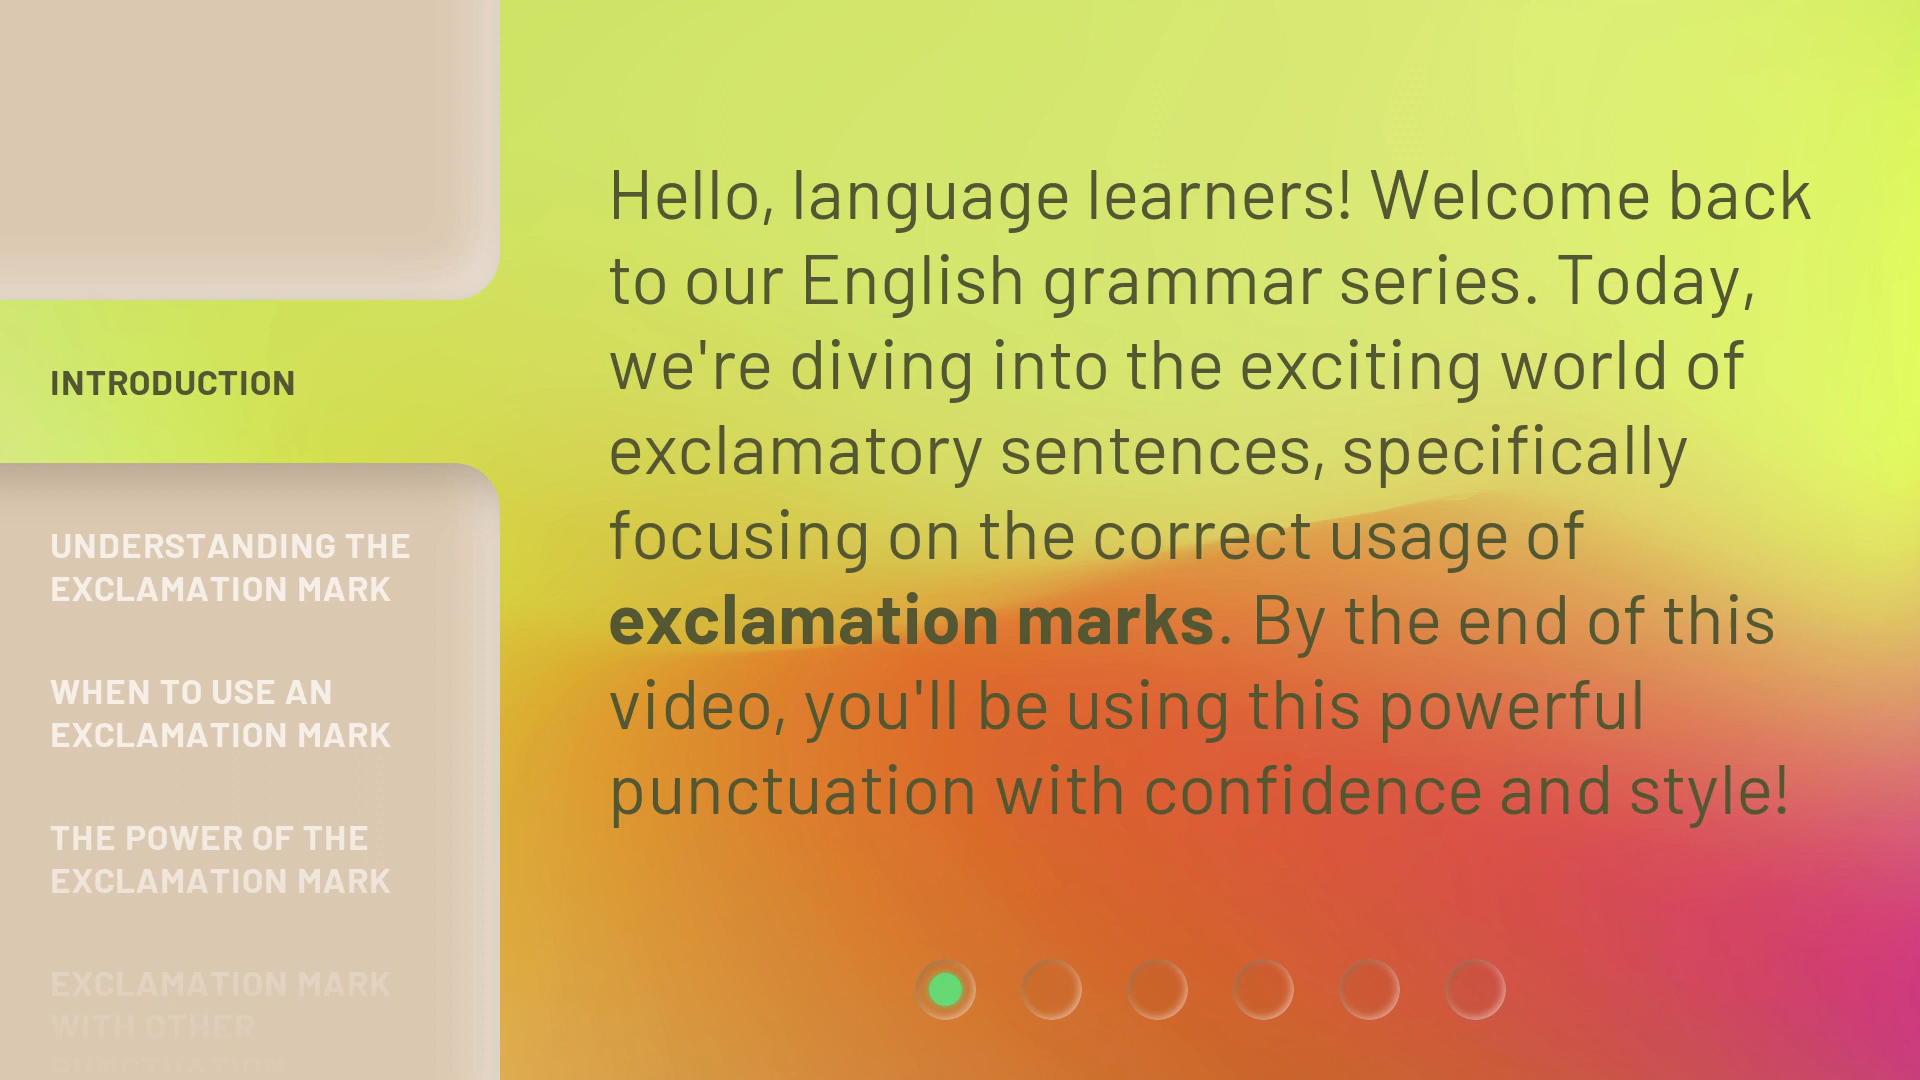 INTRODUCTION
UNDERSTANDING THE
EXCLAMATION MARK
WHEN TO USE AN
EXCLAMATION MARK
THE POWER OF THE
EXCLAMATION MARK
EXCLAMATION MARK
WITH OTHER
PUNCTUATION
Hello, language learners! Welcome back
to our English grammar series. Today,
we're diving into the exciting world of
exclamatory sentences, specifically
focusing on the correct usage of
exclamation marks. By the end of this
video, you'll be using this powerful
punctuation with confidence and style!